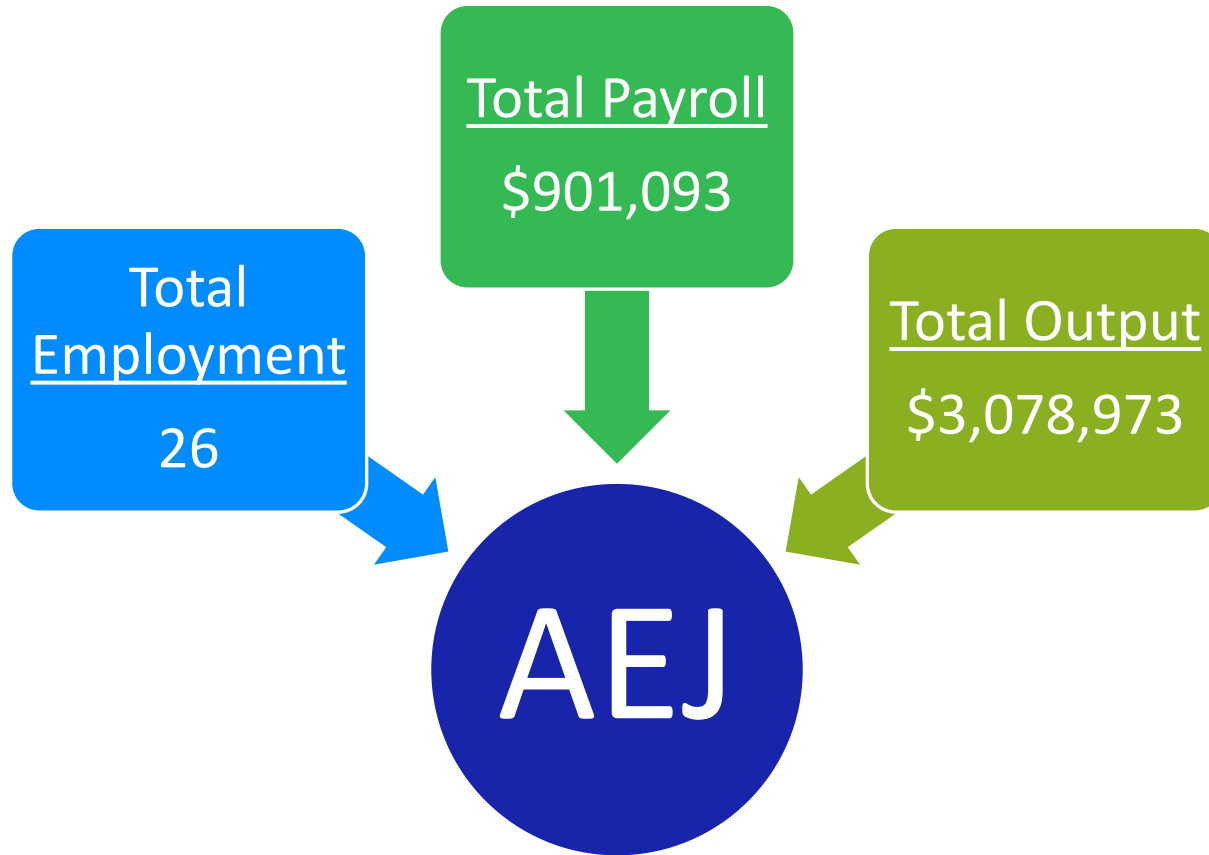 Total
Employment
26
Total Payroll
$901,093
Total Output
$3,078,973
AEJ